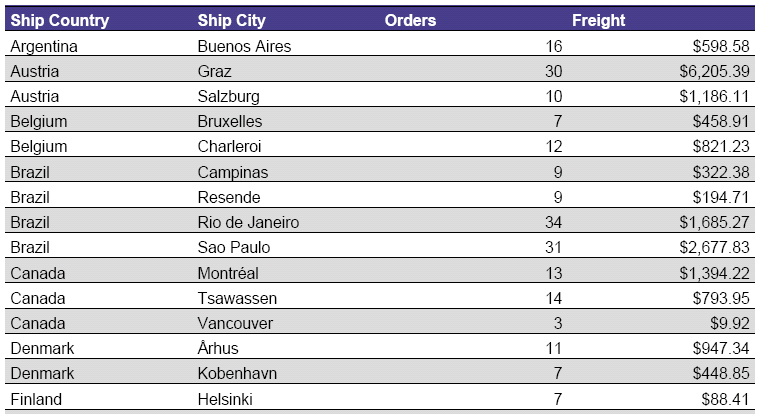 Ship Country Ship City Orders Freight
Argentina Buenos Aires 16 $598.58
Austria Graz 30 $6,205.39
Austria Salzburg 10 $1,186.11
Belgium Bruxelles 7 $458.91
Belgium Charleroi 12 $821.23
Brazil Campinas 9 $322.38
Brazil Resende 9 $194.71
Brazil Rio de Janeiro 34 $1,685.27
Brazil Sao Paulo 31 $2,677.83
Canada Montréal 13 $1,394.22
Canada Tsawassen 14 $793.95
Canada Vancouver 3 $9.92
Denmark Århus 11 $947.34
Denmark Kobenhavn 7 $448.85
Finland Helsinki 7 $88.41